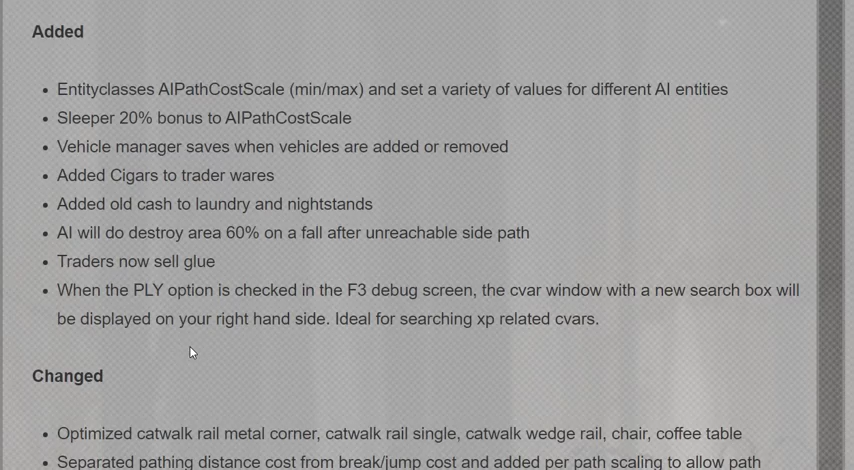 Added
• Entityclasses AIPathCostScale (min/max) and set a variety of values for different AI entities
• Sleeper 20% bonus to AIPathCostScale
• Vehicle manager saves when vehicles are added or removed
• Added Cigars to trader wares
• Added old cash to laundry and nightstands
• AI will do destroy area 60% on a fall after unreachable side path
• Traders now sell glue
• When the PLY option is checked in the F3 debug screen, the cvar window with a new search box will
be displayed on your right hand side. Ideal for searching xp related cvars.
Changed
• Optimized catwalk rail metal corner, catwalk rail single, catwalk wedge rail, chair, coffee table
• Separated pathing distance cost from break/jump cost and added per path scaling to allow path